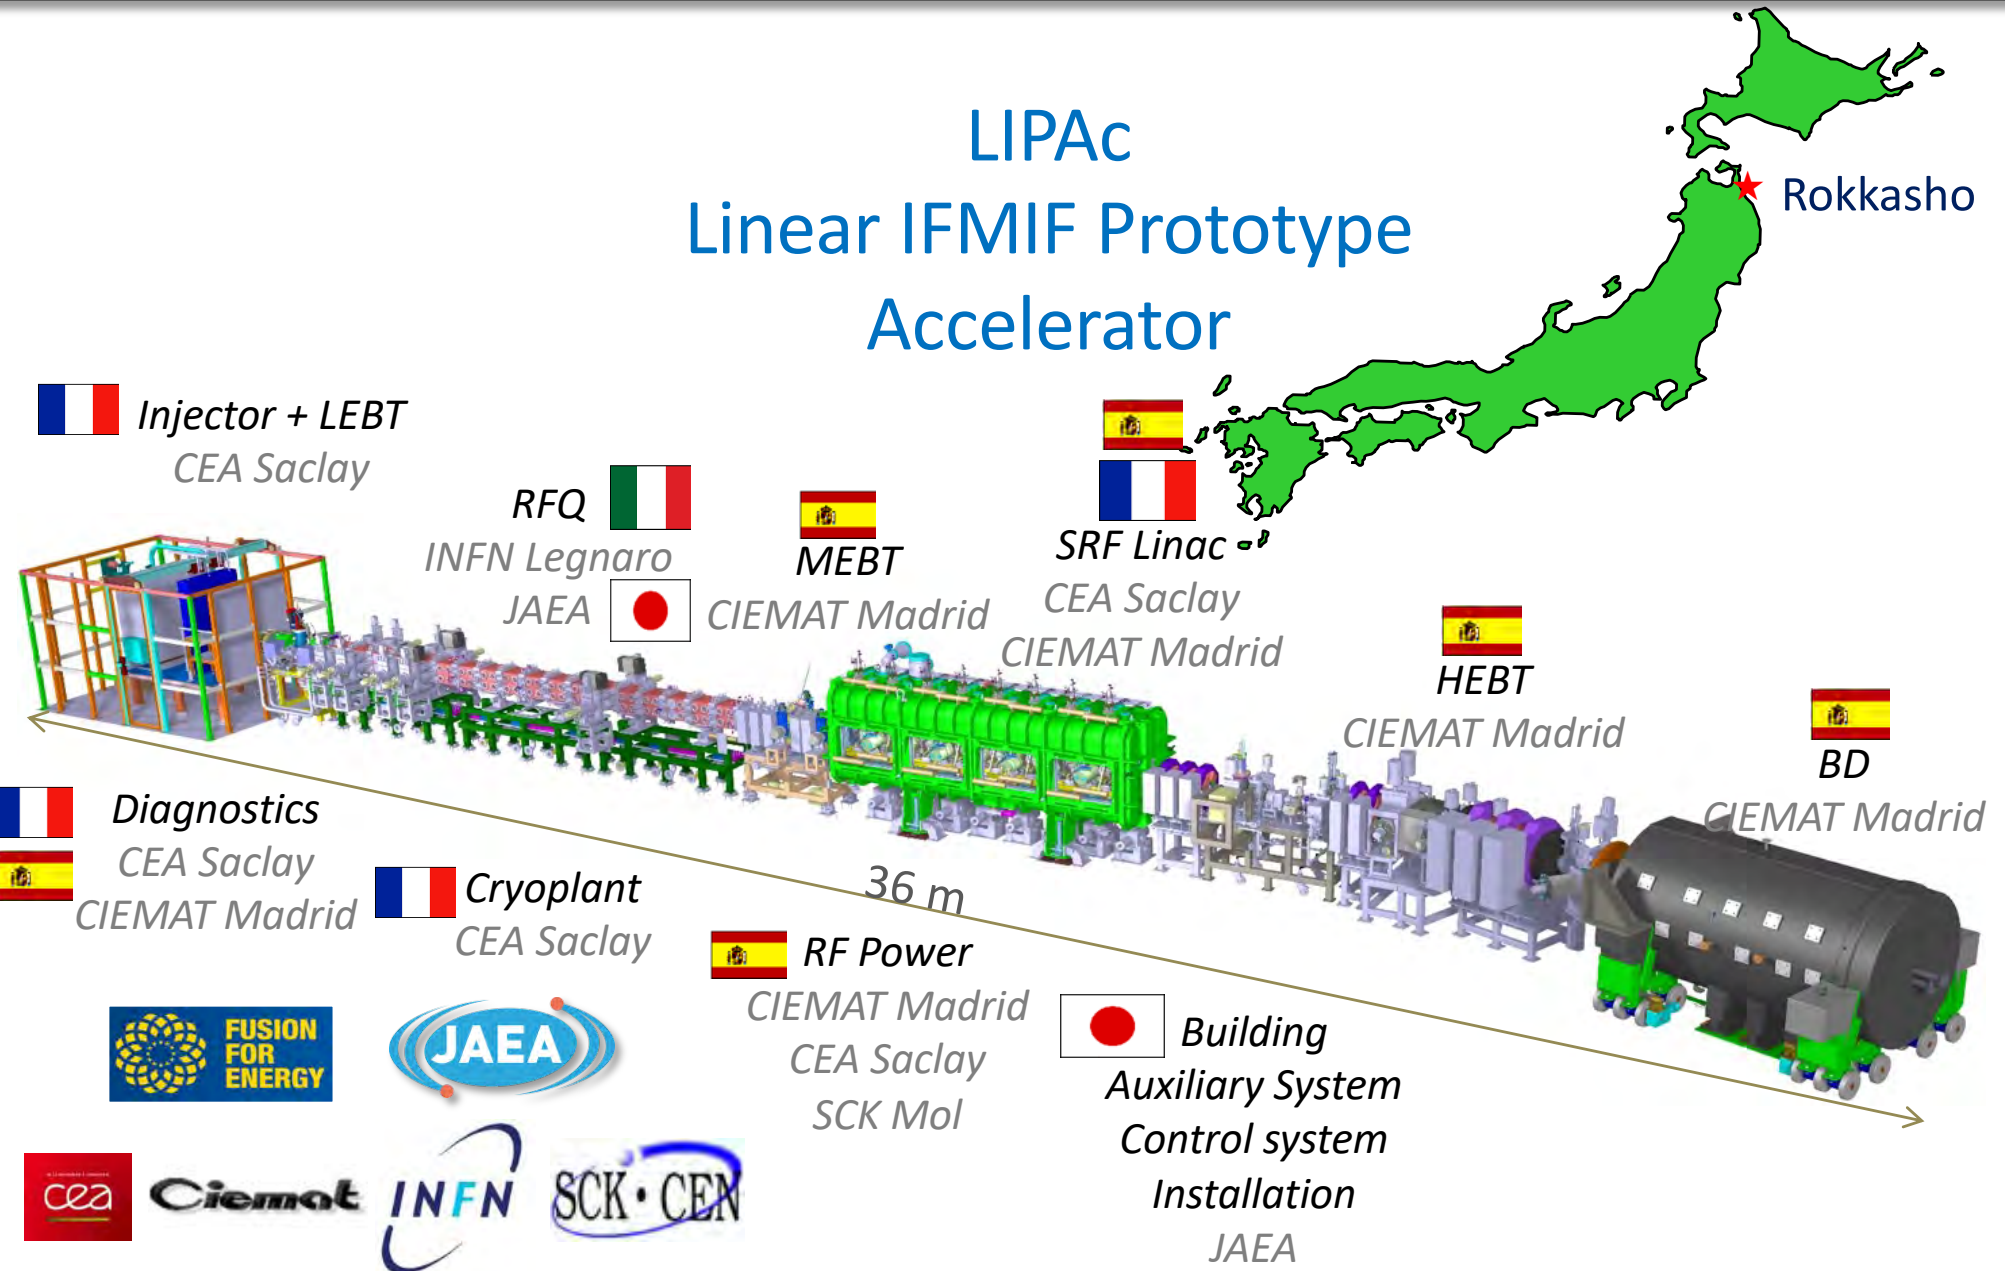 LIPAc
Linear IFMIF Prototype
Accelerator
Rokkasho
Injector + LEBT
CEA Saclay
RFQ
INFN Legnaro
JAEA
MEBT
CIEMAT Madrid
SRF Linac
CEA Saclay
CIEMAT Madrid
HEBT
CIEMAT Madrid
BD
CIEMAT Madrid
Diagnostics
CEA Saclay
CIEMAT Madrid
Cryoplant
CEA Saclay
36 m
RF Power
CIEMAT Madrid
CEA Saclay
SCK Mol
Building
Auxiliary System
Control system
Installation
JAEA
FUSION
FOR
ENERGY
JAEA
cea
Ciemat
INFN
SCK•CEN